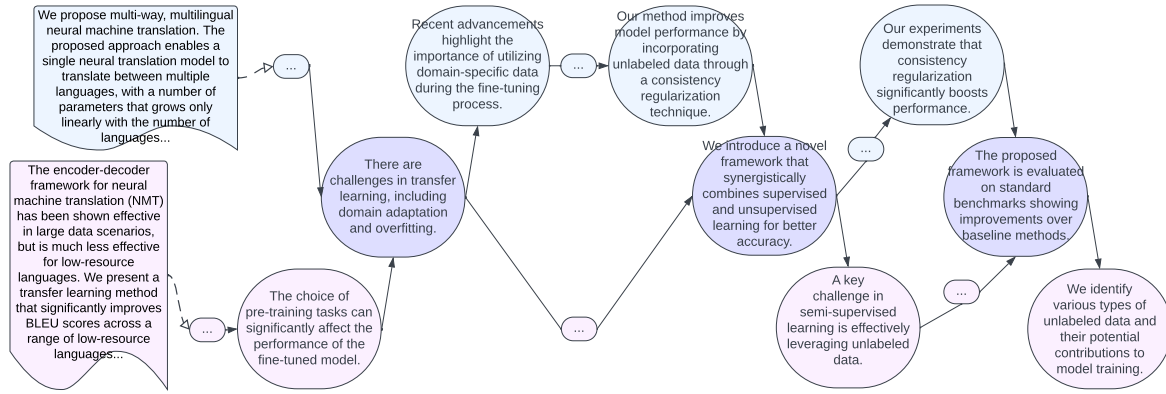 We propose multi-way, multilingual
neural machine translation. The
proposed approach enables a
single neural translation model to
translate between multiple
languages, with a number of
parameters that grows only
linearly with the number of
languages...
...
The encoder-decoder
framework for neural
machine translation (NMT)
has been shown effective
in large data scenarios,
but is much less effective
for low-resource
languages. We present a
transfer learning method
that significantly improves
BLEU scores across a
range of low-resource
languages...
...
The choice of
pre-training tasks can
significantly affect the
performance of the
fine-tuned model.
There are
challenges in transfer
learning, including
domain adaptation
and overfitting.
Recent advancements
highlight the
importance of utilizing
domain-specific data
during the fine-tuning
process.
...
...
Our method improves
model performance by
incorporating
unlabeled data through
a consistency
regularization
technique.
We introduce a novel
framework that
synergistically
combines supervised
and unsupervised
learning for better
accuracy.
...
Our experiments
demonstrate that
consistency
regularization
significantly boosts
performance.
A key
challenge in
semi-supervised
learning is effectively
leveraging unlabeled
data.
...
The proposed
framework is evaluated
on standard
benchmarks showing
improvements over
baseline methods.
We identify
various types of
unlabeled data and
their potential
contributions to
model training.